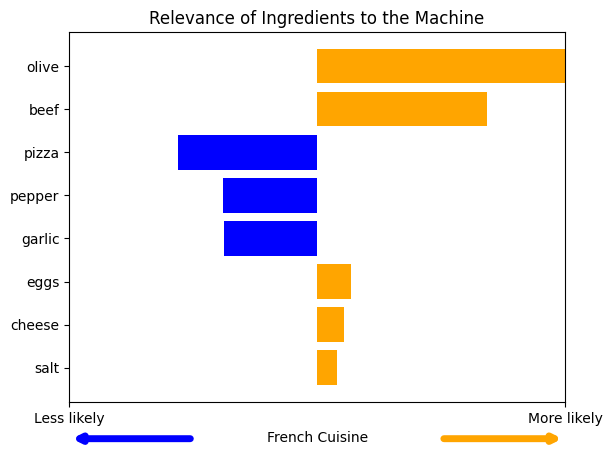 Relevance of Ingredients to the Machine
olive
beef
pizza
pepper
garlic
eggs
cheese
salt
Less likely
More likely
French Cuisine